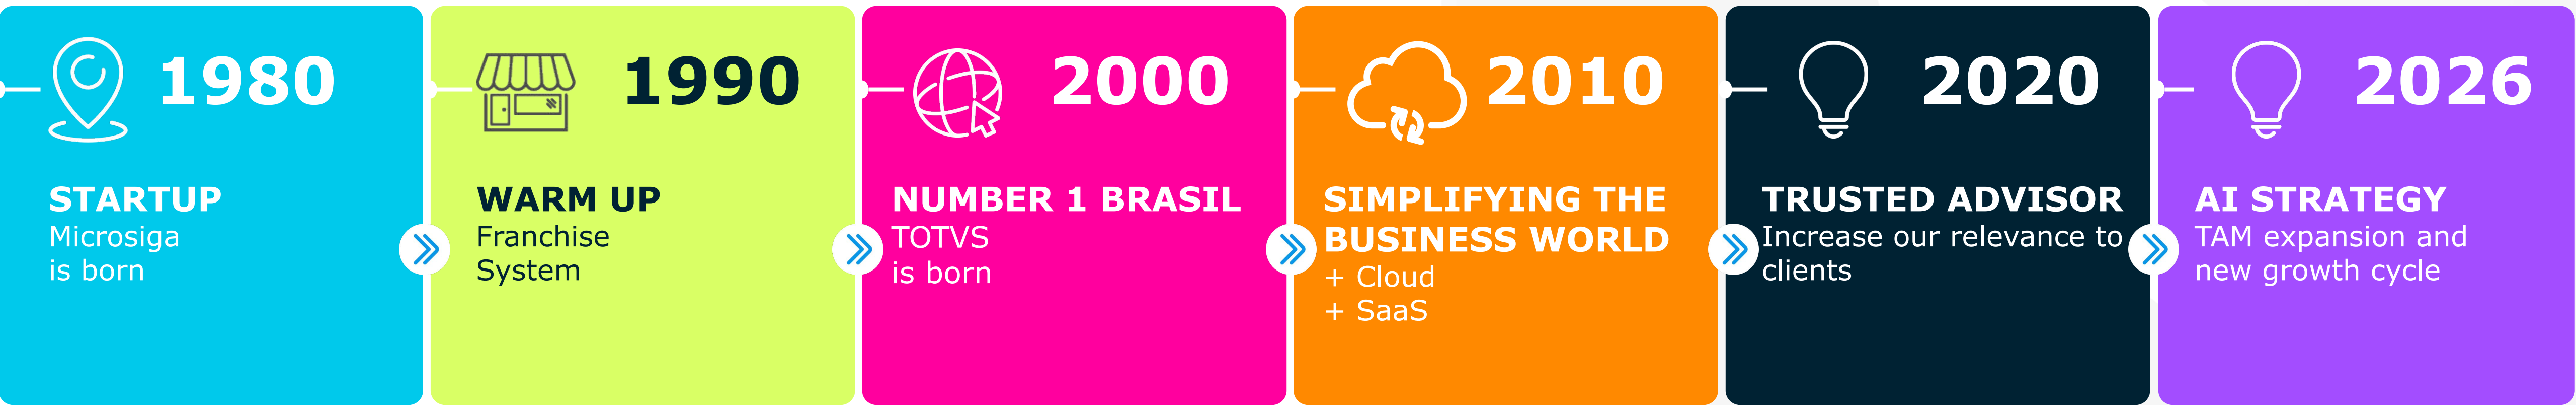 1980
STARTUP
Microsiga
is born
1990
WARM UP
Franchise
System
2000
NUMBER 1 BRASIL
TOTVS
is born
2010
SIMPLIFYING THE
BUSINESS WORLD
+ Cloud
+ SaaS
2020
TRUSTED ADVISOR
Increase our relevance to
clients
2026
AI STRATEGY
TAM expansion and
new growth cycle